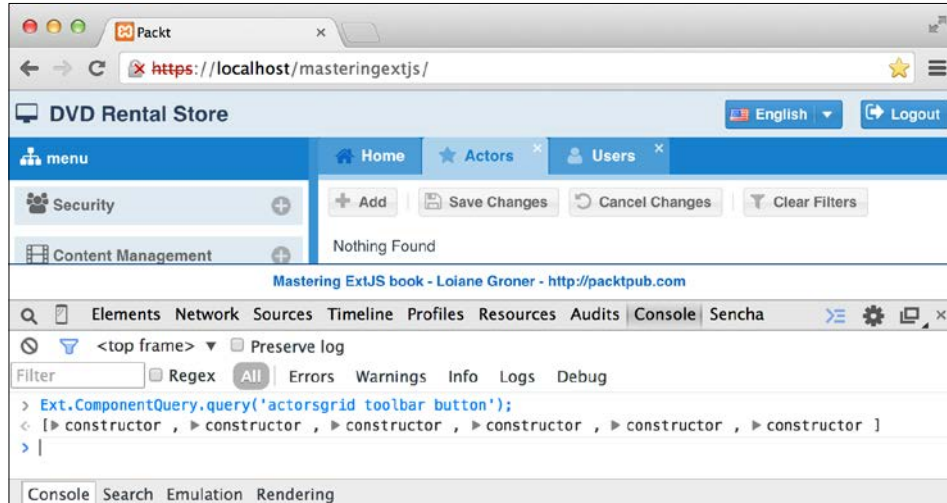 Packt ×
https://localhost/masteringextjs/
DVD Rental Store English Logout
menu Home Actors × Users ×
Security Add Save Changes Cancel Changes Clear Filters
Content Management Nothing Found
Mastering ExtJS book - Loiane Groner - http://packtpub.com
Elements Network Sources Timeline Profiles Resources Audits Console Sencha ×
<top frame> ▼ Preserve log
Filter Regex All Errors Warnings Info Logs Debug
> Ext.ComponentQuery.query('actorsgrid toolbar button');
< [▶ constructor , ▶ constructor , ▶ constructor , ▶ constructor , ▶ constructor , ▶ constructor ]
>
Console Search Emulation Rendering